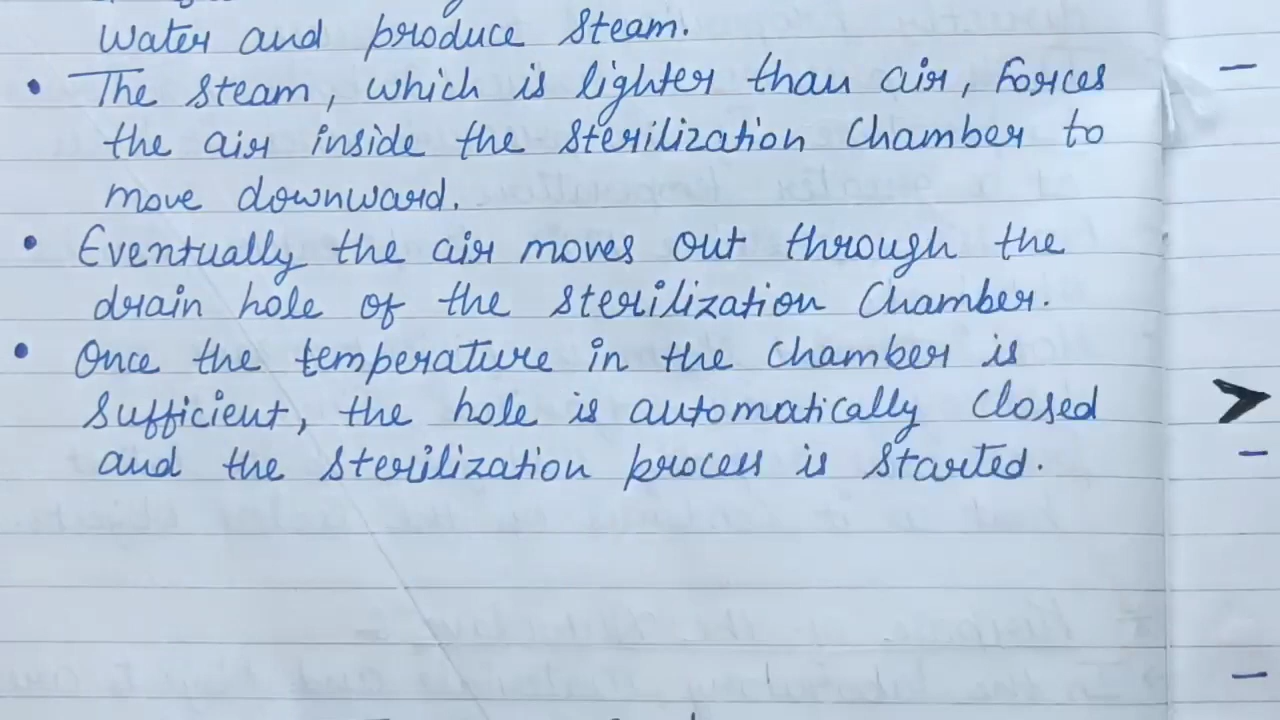 water and produce steam.
• The steam, which is lighter than air, forces
the air inside the sterilization chamber to
move downward.
• Eventually the air moves out through the
drain hole of the sterilization chamber.
• Once the temperature in the chamber is
sufficient, the hole is automatically closed
and the sterilization process is started.